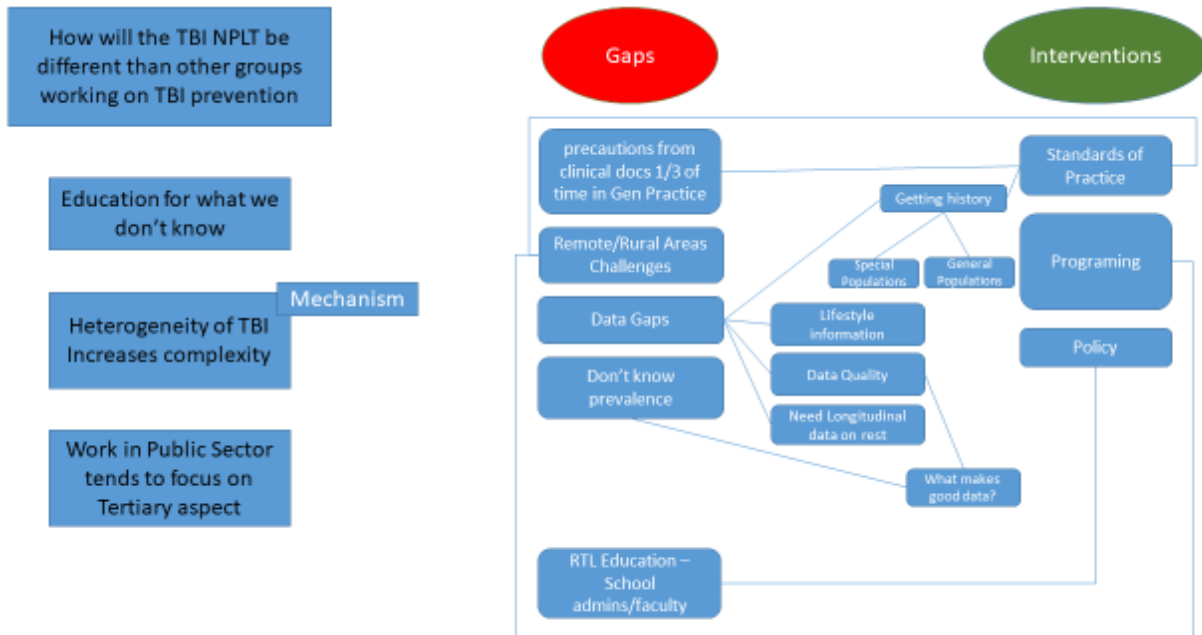 How will the TBI NPLT be
different than other groups
working on TBI prevention
Education for what we
don't know
Mechanism
Heterogeneity of TBI
Increases complexity
Work in Public Sector
tends to focus on
Tertiary aspect
Gaps
Interventions
precautions from
clinical docs 1/3 of
time in Gen Practice
Remote/Rural Areas
Challenges
Data Gaps
Don't know
prevalence
RTL Education –
School
admins/faculty
Getting history
Special
Populations
General
Populations
Lifestyle
information
Data Quality
Need Longitudinal
data on rest
What makes
good data?
Standards of
Practice
Programing
Policy